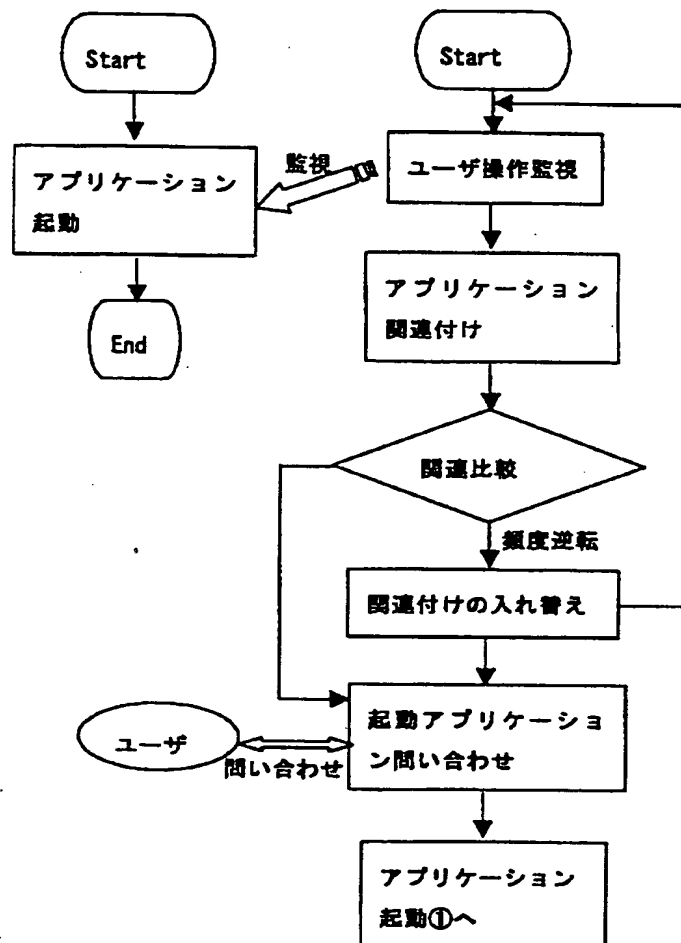 Start
アプリケーション
起動
End
監視
Start
ユーザ操作監視
アプリケーション
関連付け
関連比較
頻度逆転
関連付けの入れ替え
起動アプリケーショ
ン問い合わせ
ユーザ
問い合わせ
アプリケーション
起動①へ